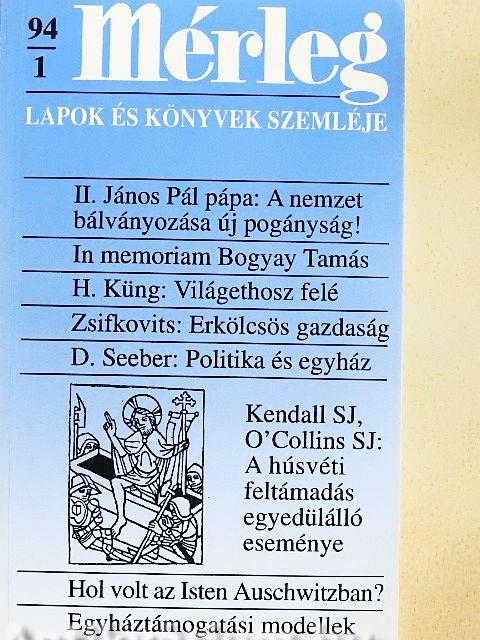 94
1
Mérleg
LAPOK ÉS KÖNYVEK SZEMLÉJE
II. János Pál pápa: A nemzet
bálványozása új pogányság!
In memoriam Bogyay Tamás
H. Küng: Világethosz felé
Zsifkovits: Erkölcsös gazdaság
D. Seeber: Politika és egyház
Kendall SJ,
O'Collins SJ:
A húsvéti
feltámadás
egyedülálló
eseménye
Hol volt az Isten Auschwitzban?
Egyháztámogatási modellek